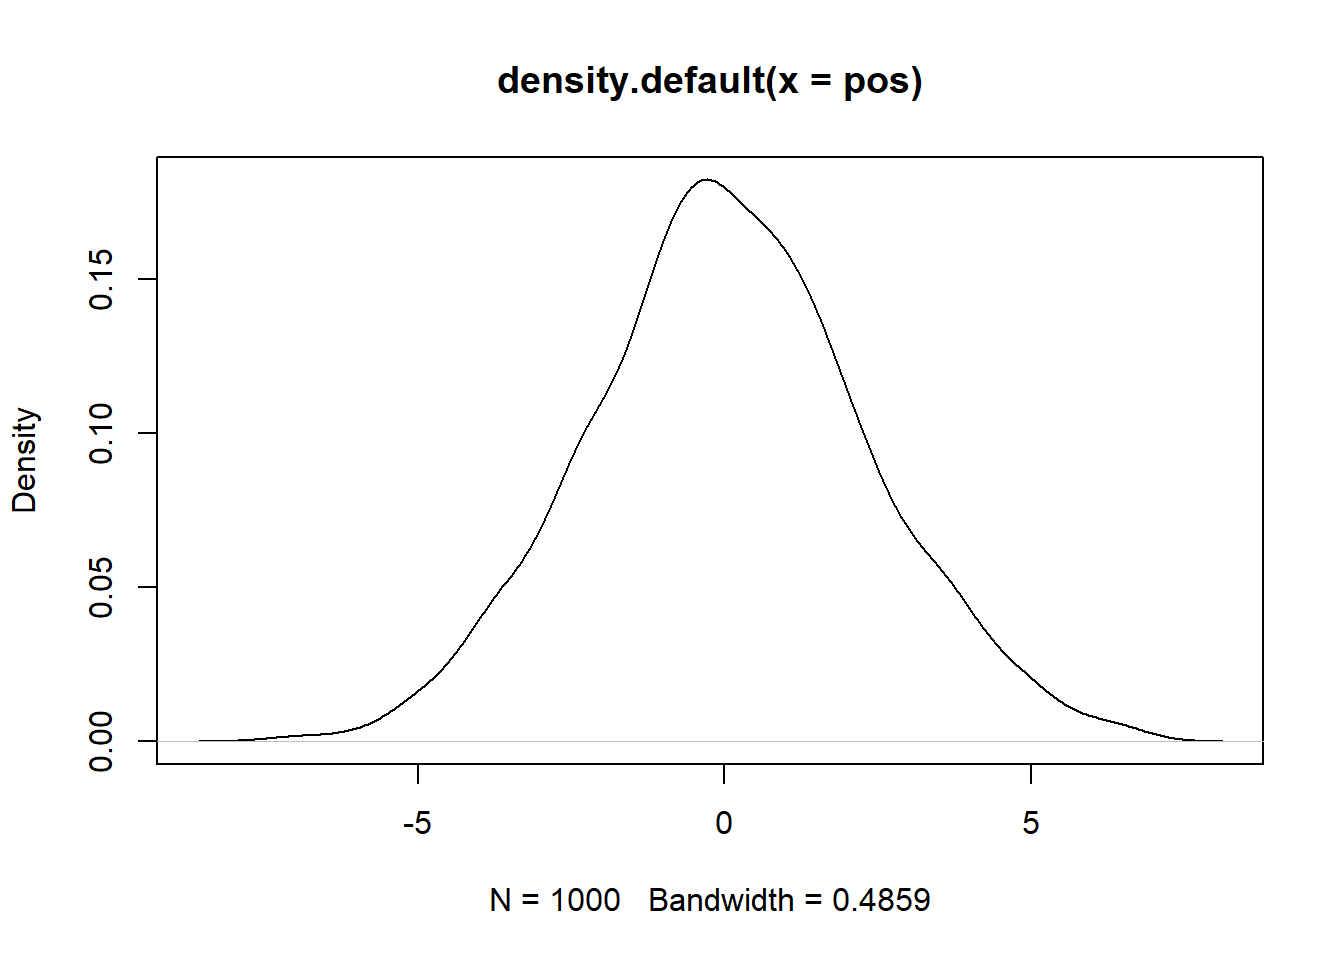 density.default(x = pos)
Density
0.15
0.10
0.05
0.00
-5 0 5
N = 1000 Bandwidth = 0.4859